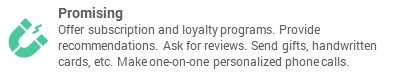 Promising
Offer subscription and loyalty programs. Provide
recommendations. Ask for reviews. Send gifts, handwritten
cards, etc. Make one-on-one personalized phone calls.